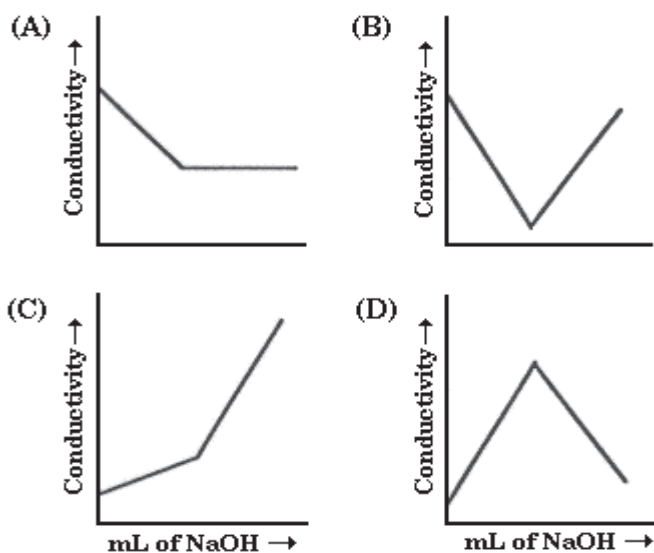 (A)
Conductivity →
(B)
Conductivity →
(C)
Conductivity →
mL of NaOH →
(D)
Conductivity →
mL of NaOH →